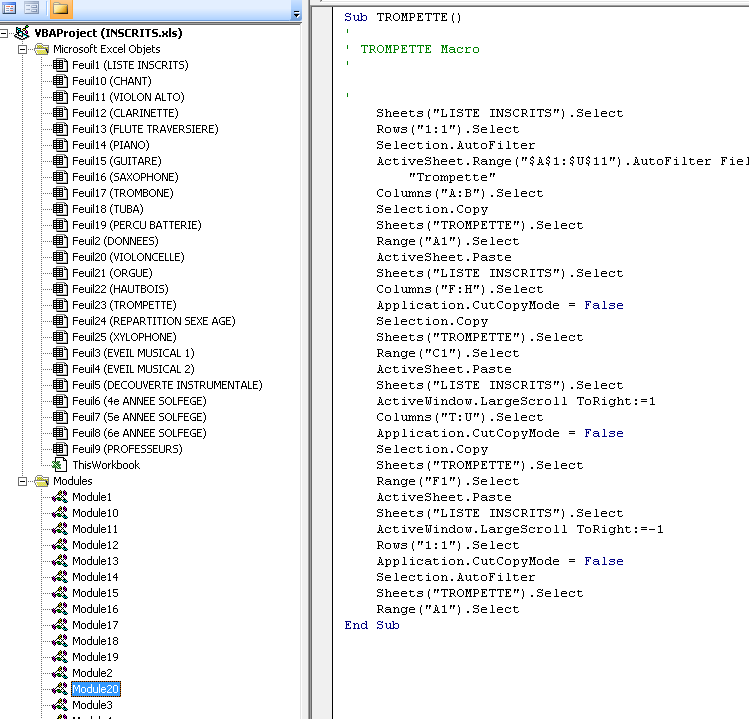 VBAProject (INSCRITS.xls)
Microsoft Excel Objets
Feuil1 (LISTE INSCRITS)
Feuil10 (CHANT)
Feuil11 (VIOLON ALTO)
Feuil12 (CLARINETTE)
Feuil13 (FLUTE TRAVERSIERE)
Feuil14 (PIANO)
Feuil15 (GUITARE)
Feuil16 (SAXOPHONE)
Feuil17 (TROMBONE)
Feuil18 (TUBA)
Feuil19 (PERCU BATTERIE)
Feuil2 (DONNEES)
Feuil20 (VIOLONCELLE)
Feuil21 (ORGUE)
Feuil22 (HAUTBOIS)
Feuil23 (TROMPETTE)
Feuil24 (REPARTITION SEXE AGE)
Feuil25 (XYLOPHONE)
Feuil3 (EVEIL MUSICAL 1)
Feuil4 (EVEIL MUSICAL 2)
Feuil5 (DECOUVERTE INSTRUMENTALE)
Feuil6 (4e ANNEE SOLFEGE)
Feuil7 (5e ANNEE SOLFEGE)
Feuil8 (6e ANNEE SOLFEGE)
Feuil9 (PROFESSEURS)
ThisWorkbook
Modules
Module1
Module10
Module11
Module12
Module13
Module14
Module15
Module16
Module17
Module18
Module19
Module2
Module20
Module3
Sub TROMPETTE()
'
' TROMPETTE Macro
'
'
Sheets("LISTE INSCRITS").Select
Rows("1:1").Select
Selection.AutoFilter
ActiveSheet.Range("$A$1:$U$11").AutoFilter Fiel
"Trompette"
Columns("A:B").Select
Selection.Copy
Sheets("TROMPETTE").Select
Range("A1").Select
ActiveSheet.Paste
Sheets("LISTE INSCRITS").Select
Columns("F:H").Select
Application.CutCopyMode = False
Selection.Copy
Sheets("TROMPETTE").Select
Range("C1").Select
ActiveSheet.Paste
Sheets("LISTE INSCRITS").Select
ActiveWindow.LargeScroll ToRight:=1
Columns("T:U").Select
Application.CutCopyMode = False
Selection.Copy
Sheets("TROMPETTE").Select
Range("F1").Select
ActiveSheet.Paste
Sheets("LISTE INSCRITS").Select
ActiveWindow.LargeScroll ToRight:=-1
Rows("1:1").Select
Application.CutCopyMode = False
Selection.AutoFilter
Sheets("TROMPETTE").Select
Range("A1").Select
End Sub